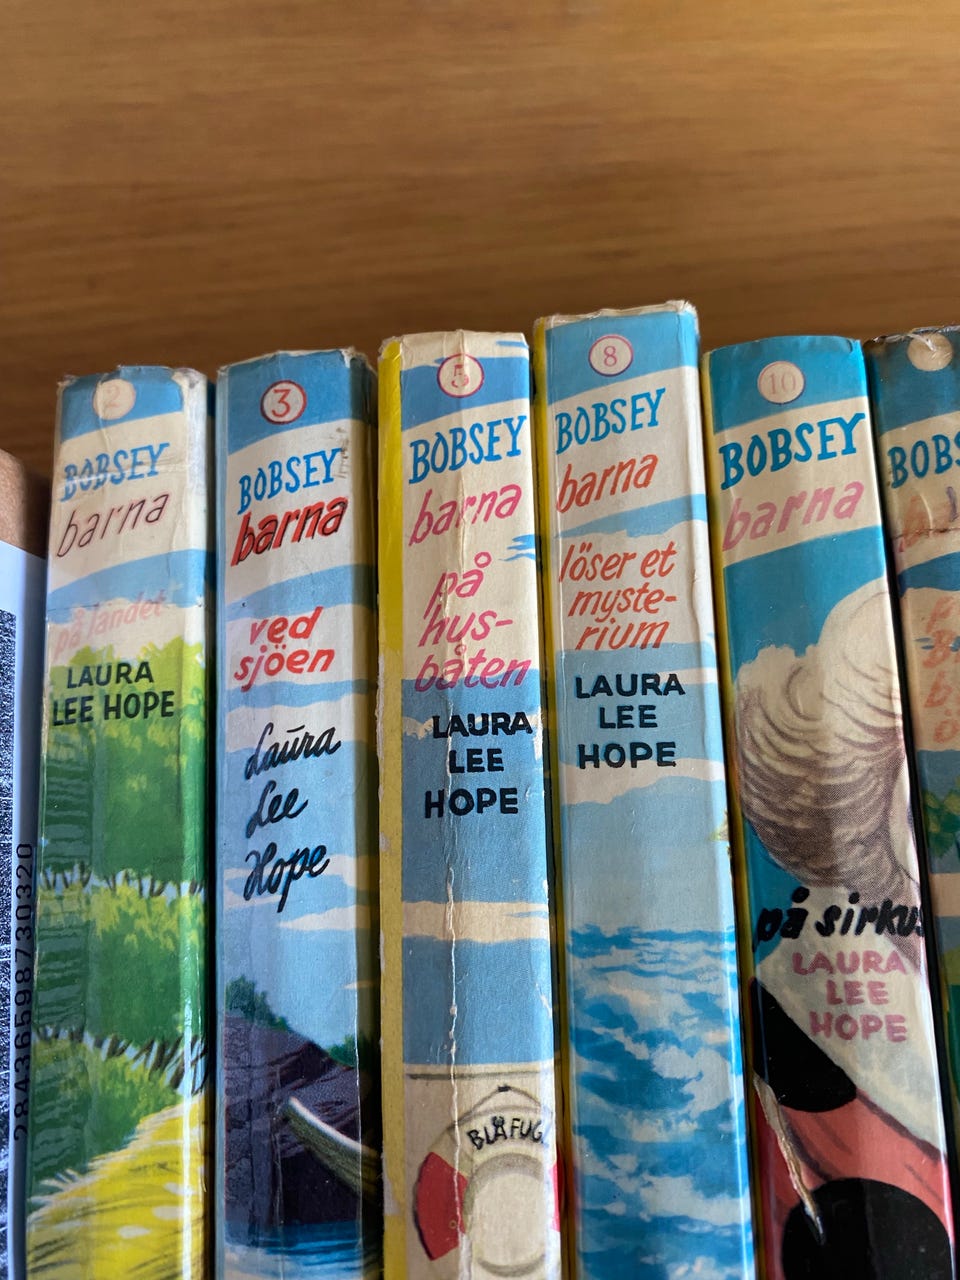 2
BOBSEY
barna
på landet
LAURA
LEE HOPE
3
BOBSEY
barna
ved
sjöen
Laura
Lee
Hope
5
BOBSEY
barna
på
hus-
båten
LAURA
LEE
HOPE
BLÅFUGL
8
BOBSEY
barna
löser et
myste-
rium
LAURA
LEE
HOPE
10
BOBSEY
barna
på sirkus
LAURA
LEE
HOPE
BOBS